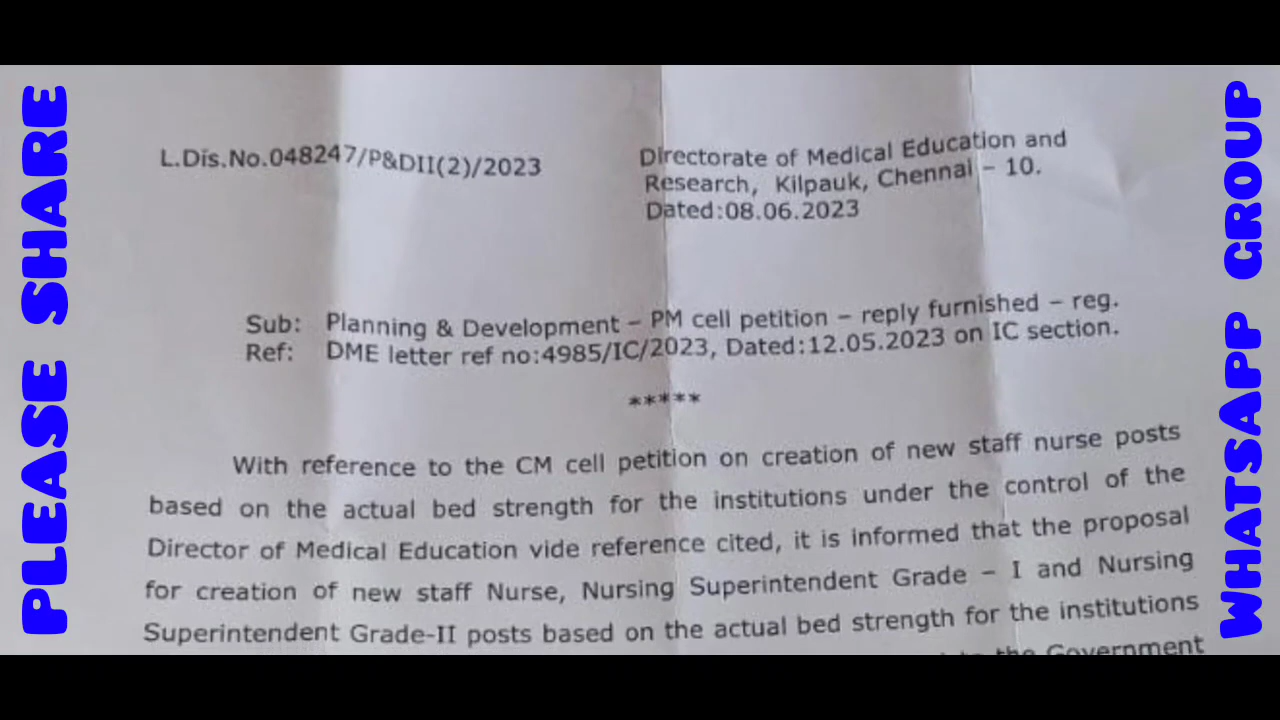 PLEASE SHARE
L.Dis.No.048247/P&DII(2)/2023
Directorate of Medical Education and
Research, Kilpauk, Chennai – 10.
Dated:08.06.2023
Sub: Planning & Development – PM cell petition – reply furnished – reg.
Ref: DME letter ref no:4985/IC/2023, Dated:12.05.2023 on IC section.
*****
With reference to the CM cell petition on creation of new staff nurse posts
based on the actual bed strength for the institutions under the control of the
Director of Medical Education vide reference cited, it is informed that the proposal
for creation of new staff Nurse, Nursing Superintendent Grade – I and Nursing
Superintendent Grade-II posts based on the actual bed strength for the institutions
to the Government
WHATSAPP GROUP